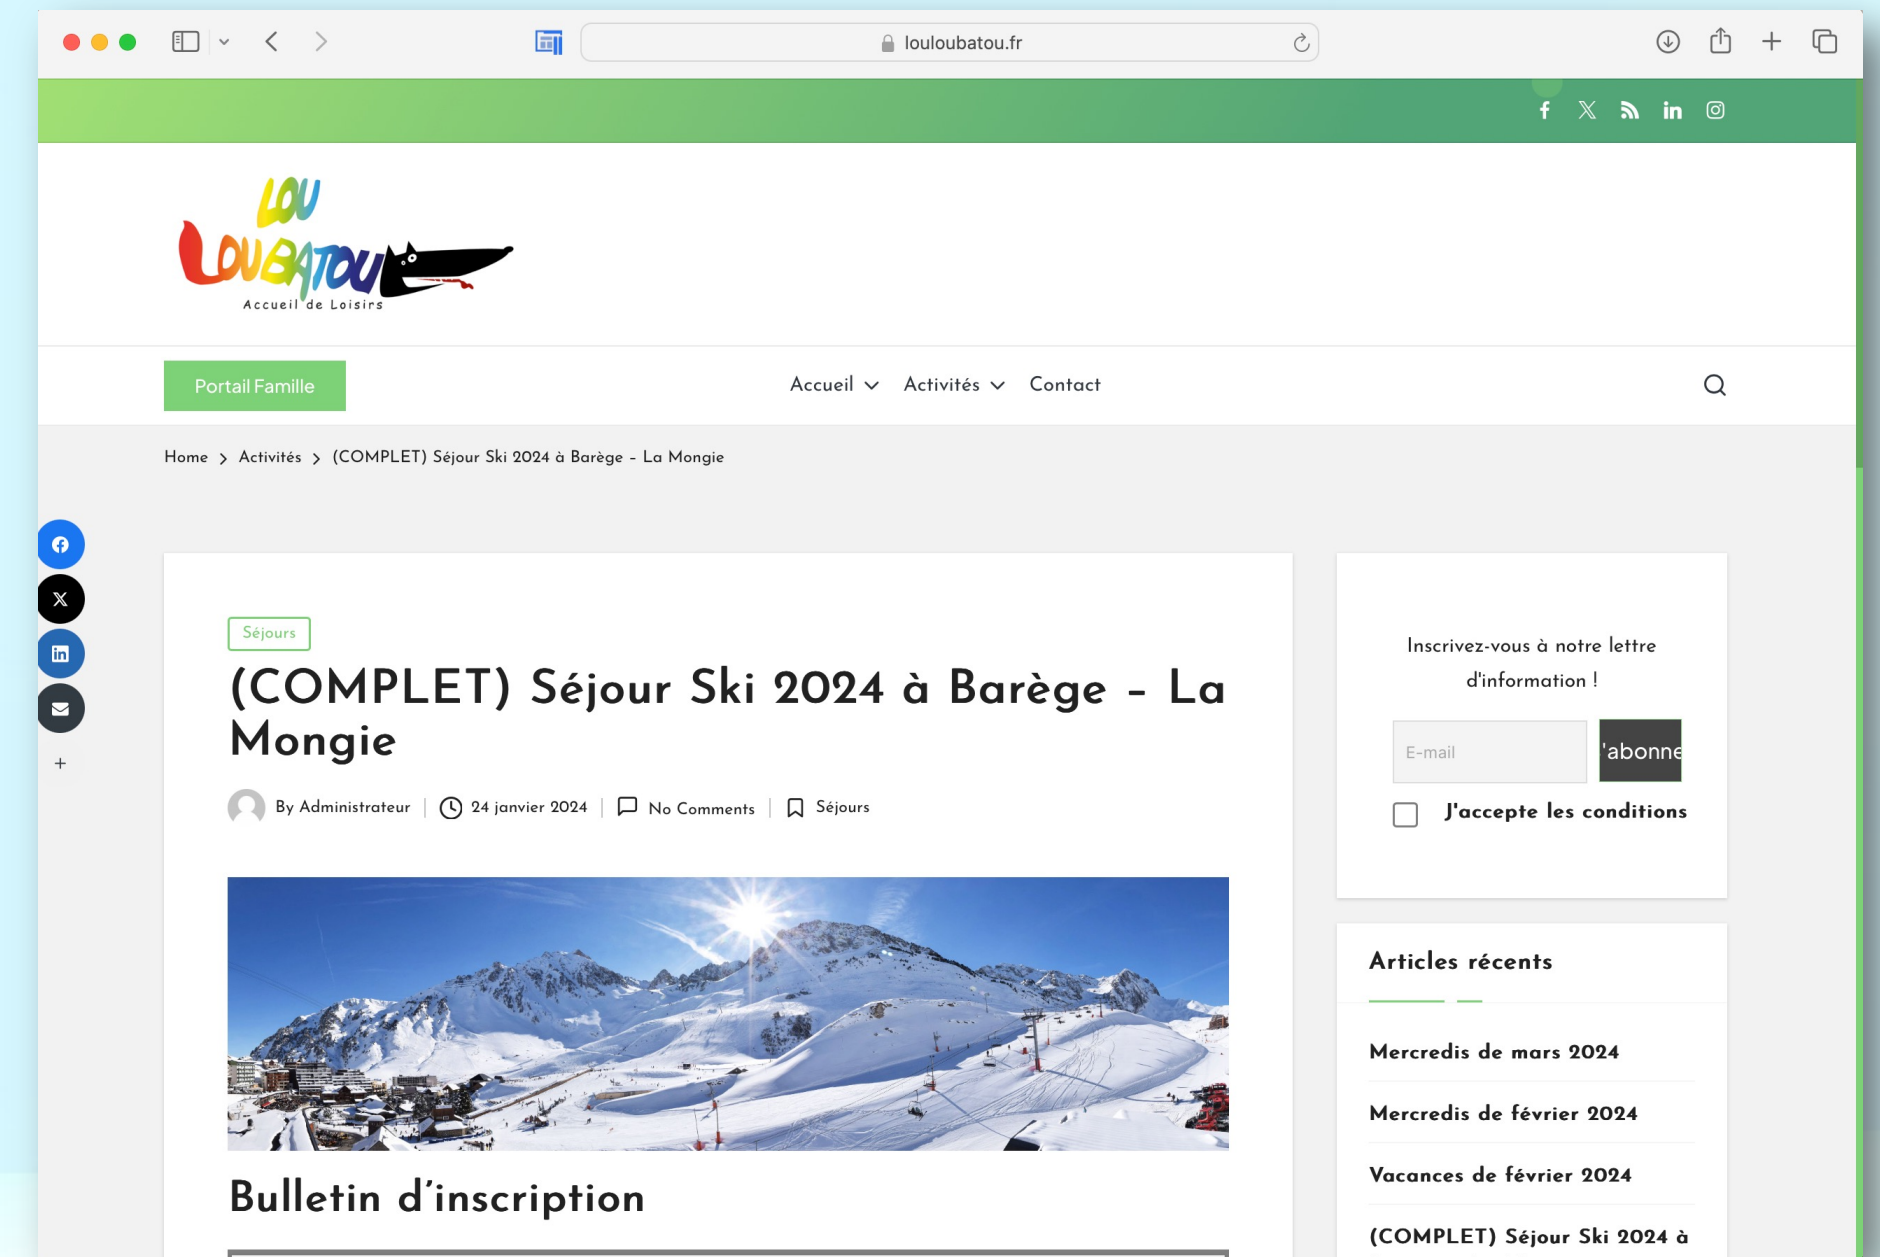 louloubatou.fr
LOU
LOUBATOU
Accueil de Loisirs
Portail Famille
Accueil
Activités
Contact
Home
Activités
(COMPLET) Séjour Ski 2024 à Barège – La Mongie
Séjours
(COMPLET) Séjour Ski 2024 à Barège – La
Mongie
By Administrateur
24 janvier 2024
No Comments
Séjours
Bulletin d’inscription
Inscrivez-vous à notre lettre
d'information !
E-mail
'abonne
J'accepte les conditions
Articles récents
Mercredis de mars 2024
Mercredis de février 2024
Vacances de février 2024
(COMPLET) Séjour Ski 2024 à